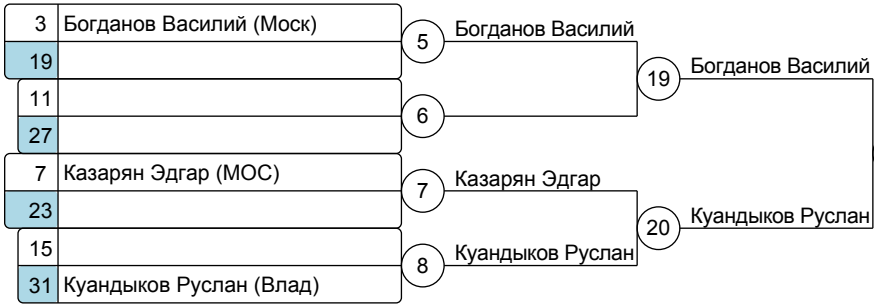 3 Богданов Василий (Моск)
5 Богданов Василий
19
19 Богданов Василий
11
6
27
7 Казарян Эдгар (МОС)
7 Казарян Эдгар
23
20 Куандыков Руслан
15
8 Куандыков Руслан
31 Куандыков Руслан (Влад)